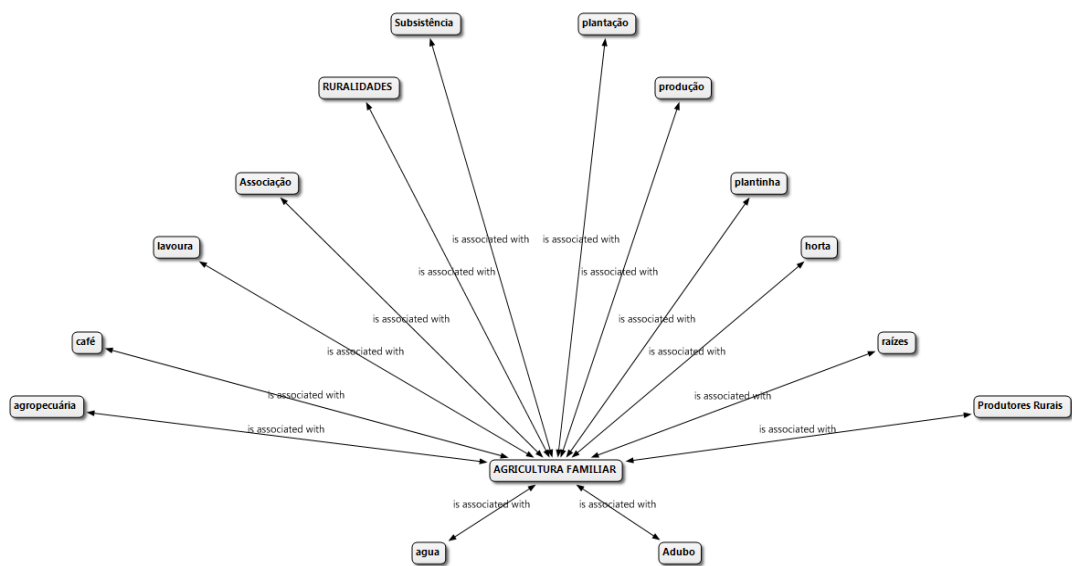 Subsistência
plantação
RURALIDADES
produção
Associação
plantinha
is associated with
is associated with
lavoura
horta
is associated with
is associated with
is associated with
is associated with
café
raízes
is associated with
is associated with
is associated with
is associated with
agropecuária
Produtores Rurais
is associated with
is associated with
AGRICULTURA FAMILIAR
is associated with
is associated with
agua
Adubo